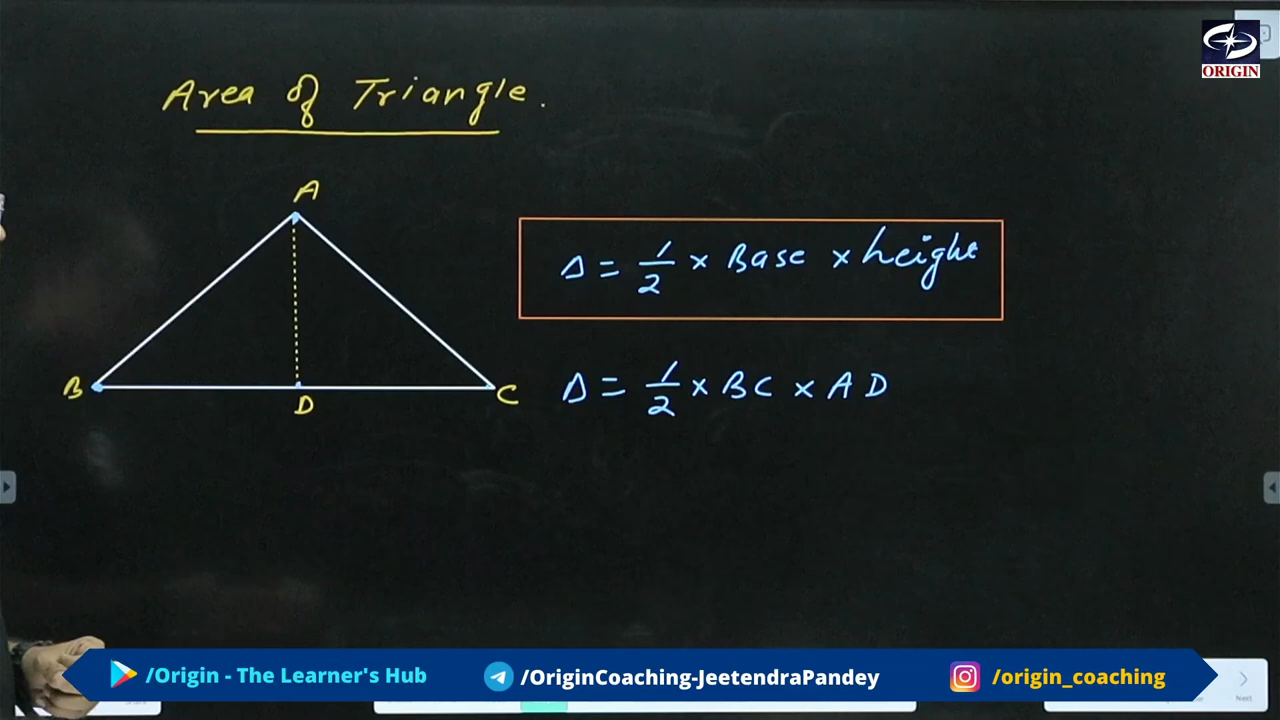 ORIGIN
Area of Triangle.
A
B
D
C
Δ = 1/2 × Base × height
Δ = 1/2 × BC × AD
/Origin - The Learner's Hub
/OriginCoaching-JeetendraPandey
/origin_coaching
Next